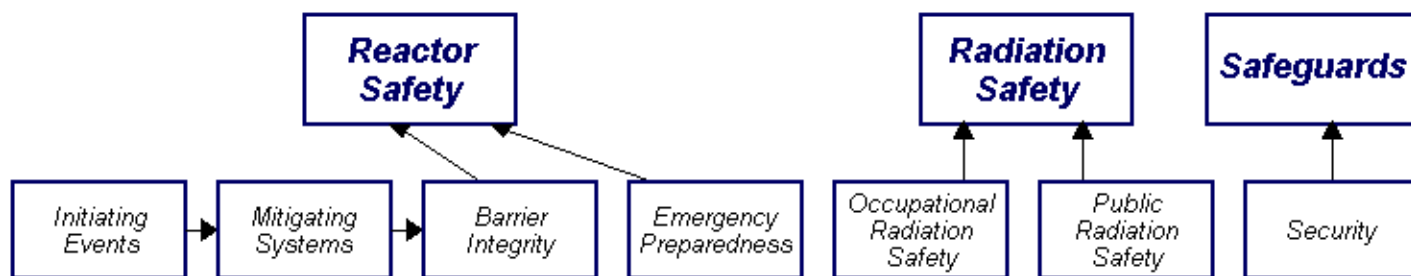 Reactor
Safety
Radiation
Safety
Safeguards
Initiating
Events
Mitigating
Systems
Barrier
Integrity
Emergency
Preparedness
Occupational
Radiation
Safety
Public
Radiation
Safety
Security